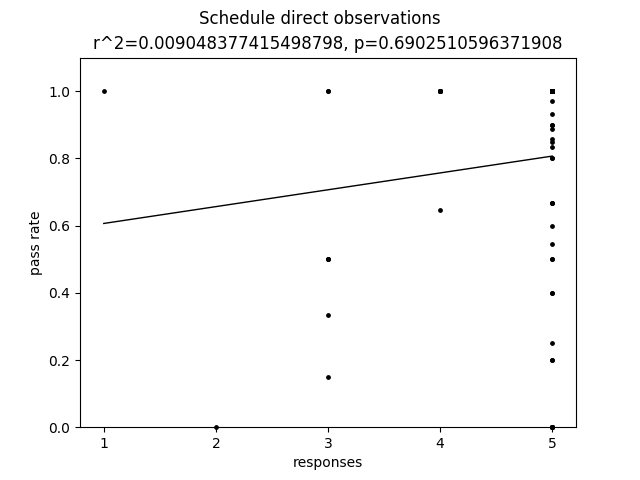 Schedule direct observations
r^2=0.009048377415498798, p=0.6902510596371908
1.0
0.8
0.6
0.4
0.2
0.0
pass rate
1 2 3 4 5
responses